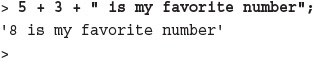 > 5 + 3 + " is my favorite number";
'8 is my favorite number'
>